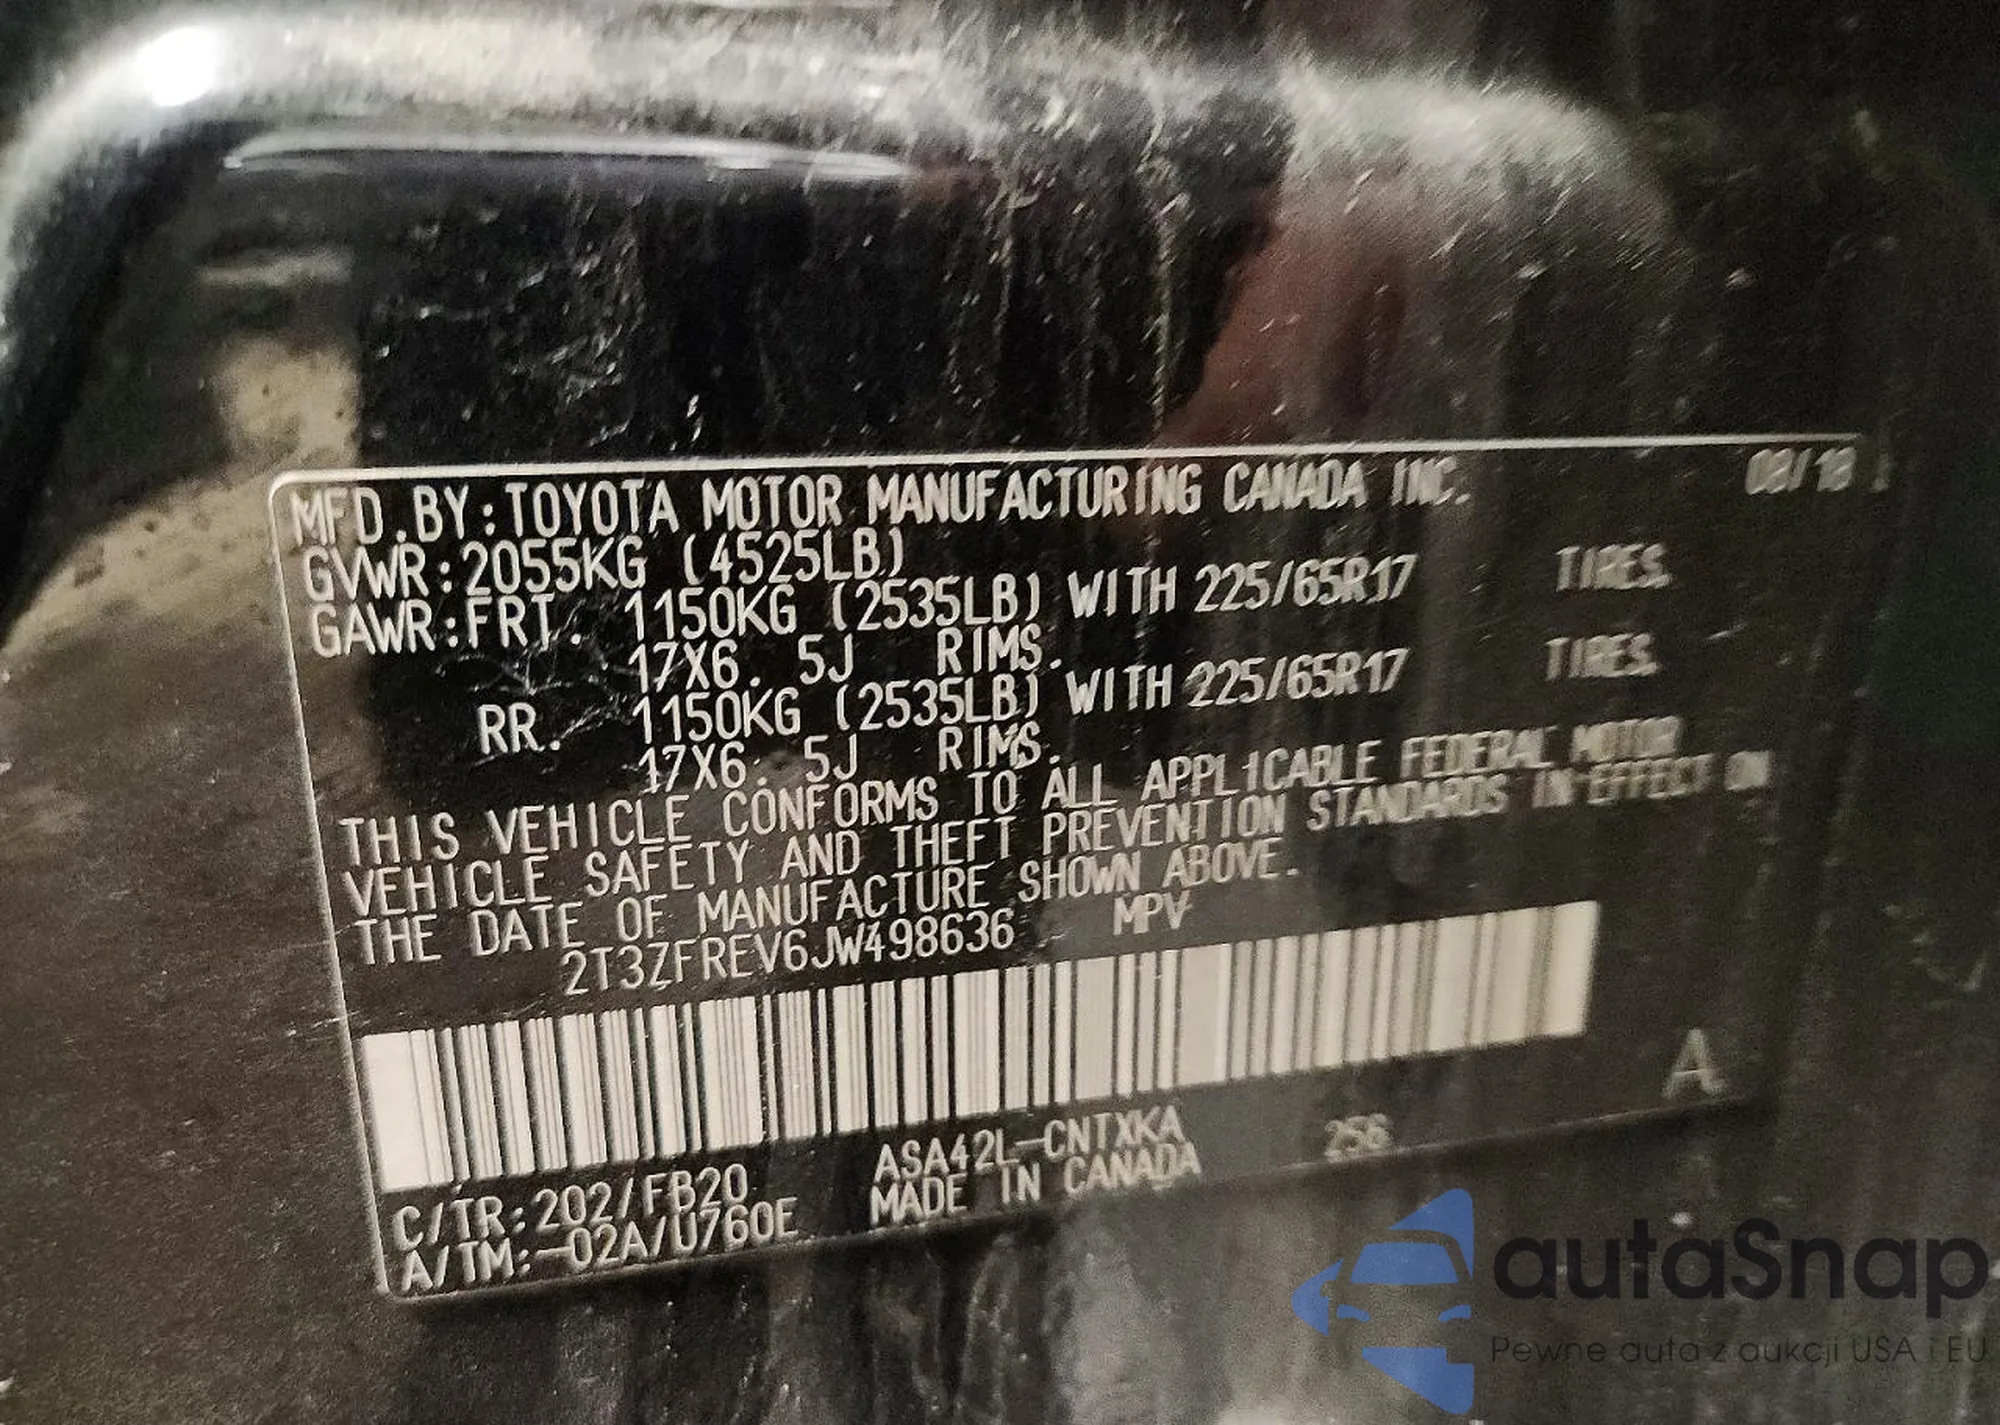 MFD.BY:TOYOTA MOTOR MANUFACTURING CANADA INC. 08/18
GVWR:2055KG (4525LB)
GAWR:FRT. 1150KG (2535LB) WITH 225/65R17 TIRES.
17X6.5J RIMS.
RR. 1150KG (2535LB) WITH 225/65R17 TIRES.
17X6.5J RIMS.
THIS VEHICLE CONFORMS TO ALL APPLICABLE FEDERAL MOTOR
VEHICLE SAFETY AND THEFT PREVENTION STANDARDS IN EFFECT ON
THE DATE OF MANUFACTURE SHOWN ABOVE.
2T3ZFREV6JW498636 MPV
A
C/TR:202/FB20 ASA42L-CNTXKA 256
A/TM:-02A/U760E MADE IN CANADA
autaSnap
Pewne auta z aukcji USA i EU